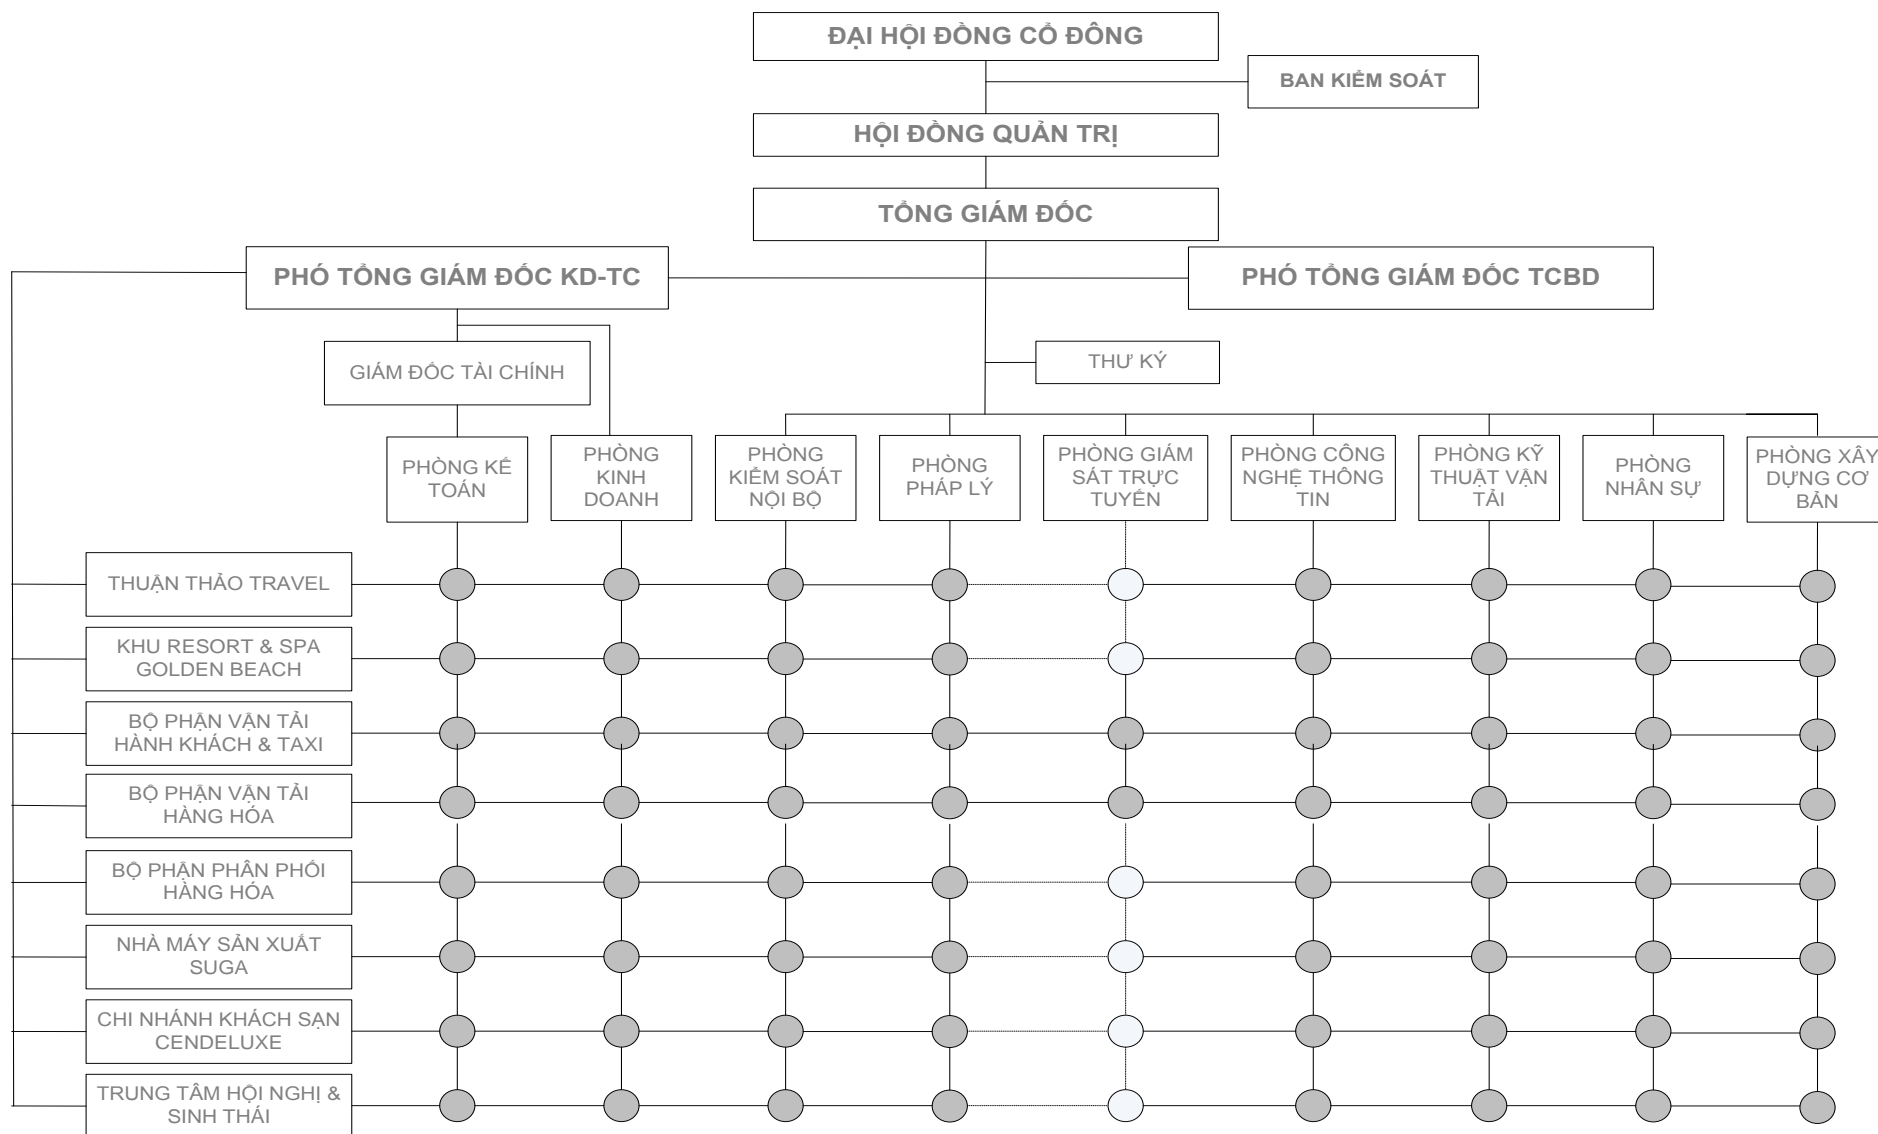 ĐẠI HỘI ĐỒNG CỔ ĐÔNG
BAN KIỂM SOÁT
HỘI ĐỒNG QUẢN TRỊ
TỔNG GIÁM ĐỐC
PHÓ TỔNG GIÁM ĐỐC KD-TC
PHÓ TỔNG GIÁM ĐỐC TCBD
GIÁM ĐỐC TÀI CHÍNH
THƯ KÝ
PHÒNG KẾ
TOÁN
PHÒNG
KINH
DOANH
PHÒNG
KIỂM SOÁT
NỘI BỘ
PHÒNG
PHÁP LÝ
PHÒNG GIÁM
SÁT TRỰC
TUYẾN
PHÒNG CÔNG
NGHỆ THÔNG
TIN
PHÒNG KỸ
THUẬT VẬN
TẢI
PHÒNG
NHÂN SỰ
PHÒNG XÂY
DỰNG CƠ
BẢN
THUẬN THẢO TRAVEL
KHU RESORT & SPA
GOLDEN BEACH
BỘ PHẬN VẬN TẢI
HÀNH KHÁCH & TAXI
BỘ PHẬN VẬN TẢI
HÀNG HÓA
BỘ PHẬN PHÂN PHỐI
HÀNG HÓA
NHÀ MÁY SẢN XUẤT
SUGA
CHI NHÁNH KHÁCH SẠN
CENDELUXE
TRUNG TÂM HỘI NGHỊ &
SINH THÁI